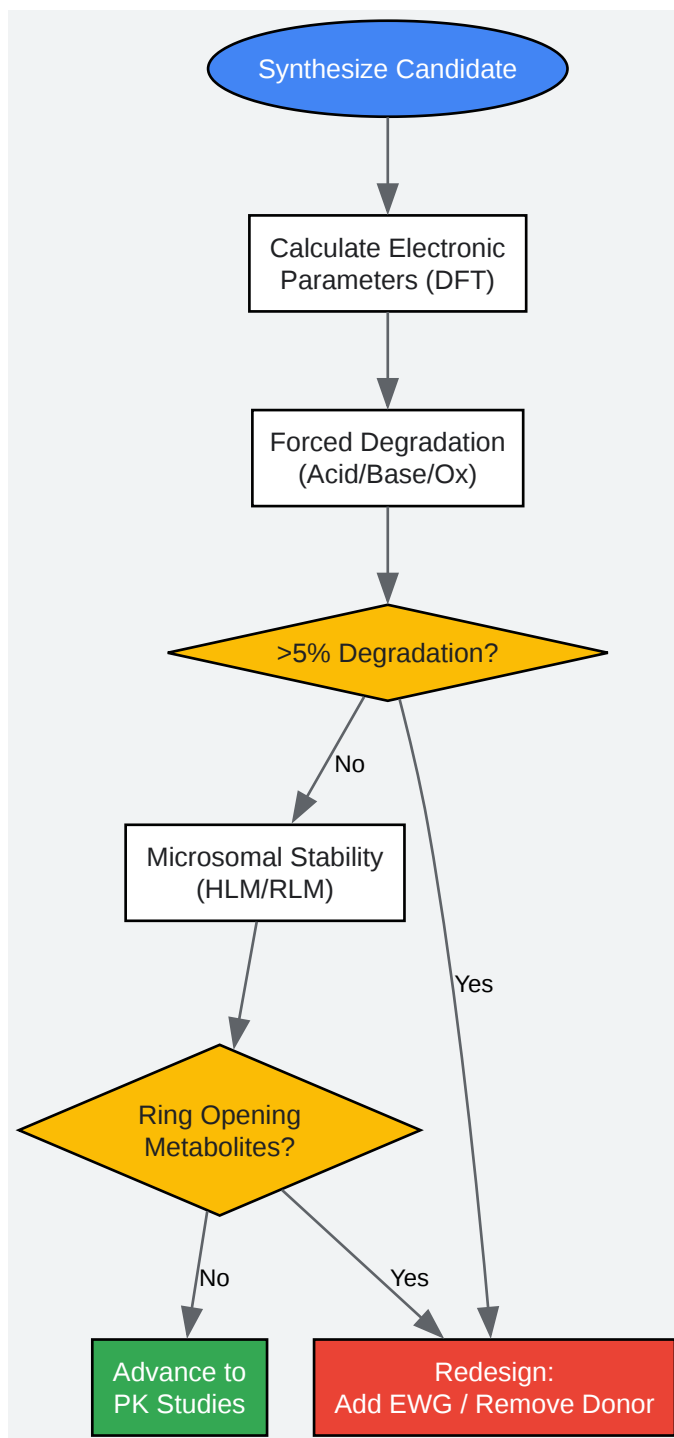 Synthesize Candidate
Calculate Electronic
Parameters (DFT)
Forced Degradation
(Acid/Base/Ox)
>5% Degradation?
No
Microsomal Stability
(HLM/RLM)
Yes
Ring Opening
Metabolites?
No
Yes
Advance to
PK Studies
Redesign:
Add EWG / Remove Donor